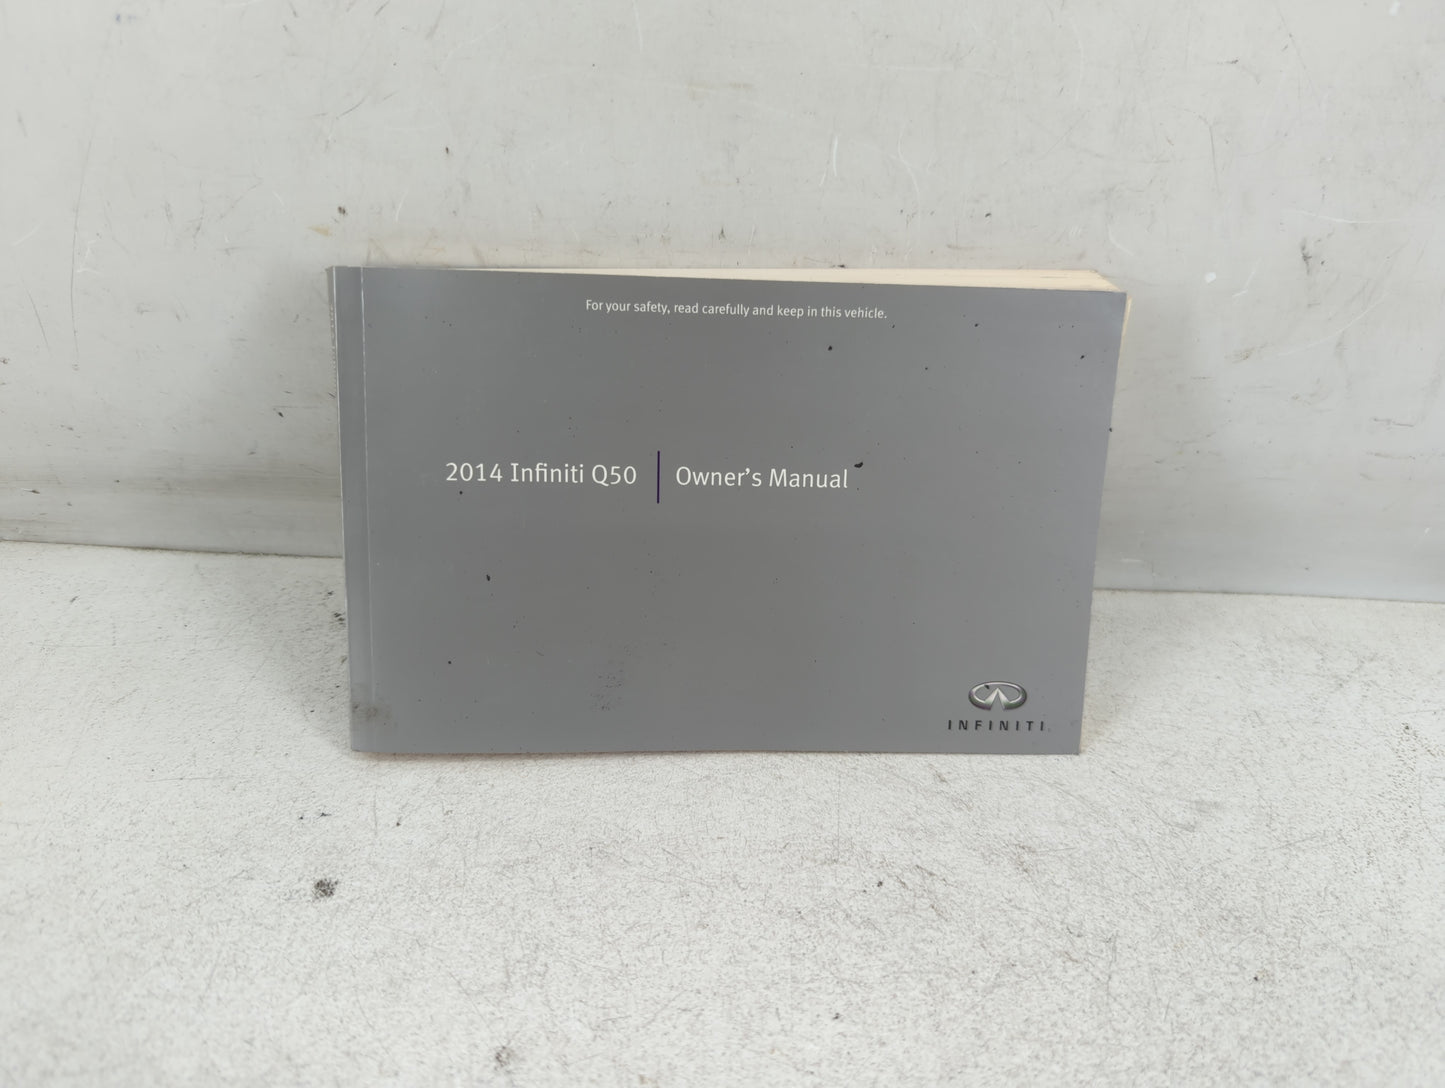 For your safety, read carefully and keep in this vehicle.
2014 Infiniti Q50 | Owner's Manual
INFINITI